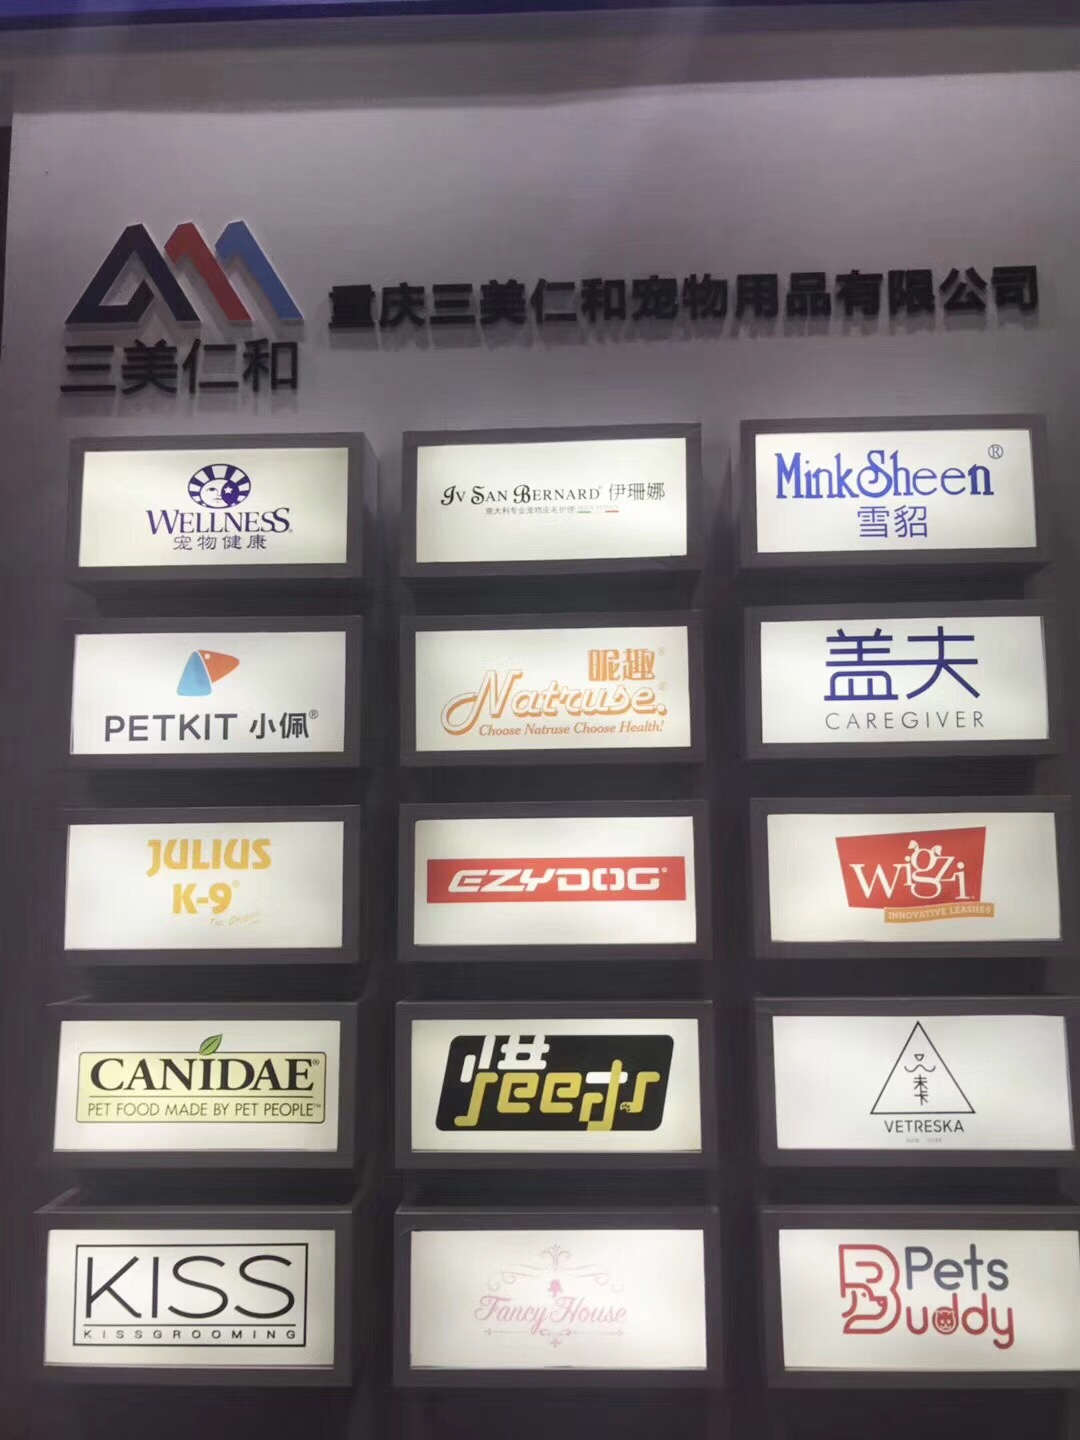 三美仁和
重庆三美仁和宠物用品有限公司
WELLNESS
宠物健康
IV SAN BERNARD® 伊珊娜
意大利专业宠物皮毛护理
MinkSheen®
雪貂
PETKIT 小佩®
昵趣®
Natruse.®
Choose Natruse Choose Health!
盖夫
CAREGIVER
JULIUS
K-9®
EZYDOG
Wigzi
INNOVATIVE LEASHES
CANIDAE®
PET FOOD MADE BY PET PEOPLE™
未卡
VETRESKA
NEW YORK
KISS
KISSGROOMING
Fancy House
Pets
Buddy